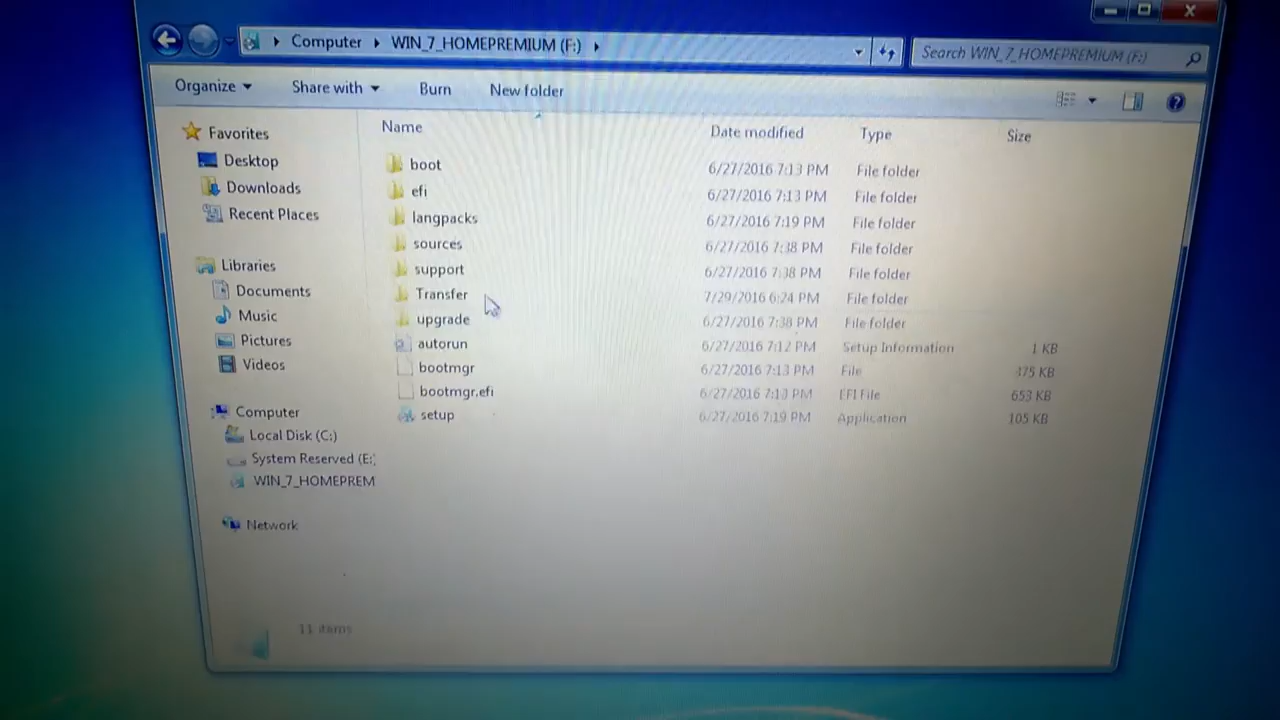 Computer WIN_7_HOMEPREMIUM (F:)
Search WIN_7_HOMEPREMIUM (F:)
Organize Share with Burn New folder
Favorites
Desktop
Downloads
Recent Places
Libraries
Documents
Music
Pictures
Videos
Computer
Local Disk (C:)
System Reserved (E:
WIN_7_HOMEPREM
Network
Name Date modified Type Size
boot 6/27/2016 7:13 PM File folder
efi 6/27/2016 7:13 PM File folder
langpacks 6/27/2016 7:19 PM File folder
sources 6/27/2016 7:38 PM File folder
support 6/27/2016 7:38 PM File folder
Transfer 7/29/2016 6:24 PM File folder
upgrade 6/27/2016 7:38 PM File folder
autorun 6/27/2016 7:12 PM Setup Information 1 KB
bootmgr 6/27/2016 7:13 PM File 375 KB
bootmgr.efi 6/27/2016 7:13 PM EFI File 653 KB
setup 6/27/2016 7:19 PM Application 105 KB
11 items